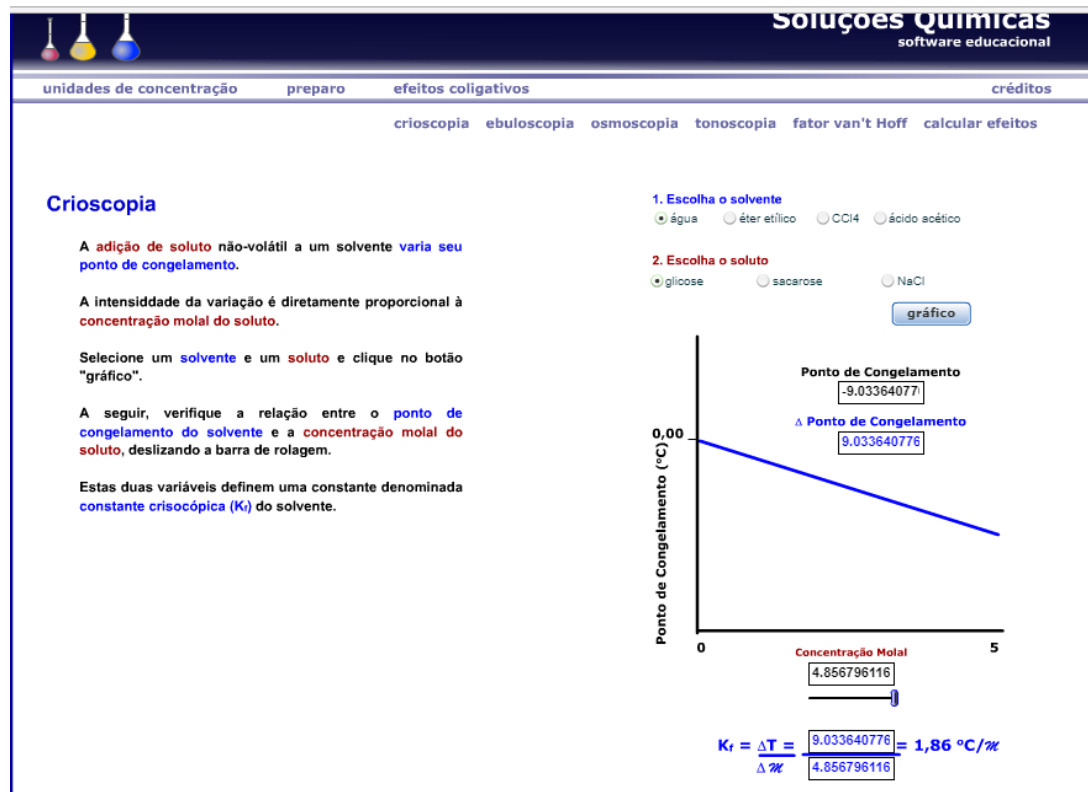 Soluções Químicas
software educacional
unidades de concentração preparo efeitos coligativos créditos
crioscopia ebuloscopia osmoscopia tonoscopia fator van't Hoff calcular efeitos
Crioscopia
A adição de soluto não-volátil a um solvente varia seu
ponto de congelamento.
A intensiddade da variação é diretamente proporcional à
concentração molal do soluto.
Selecione um solvente e um soluto e clique no botão
"gráfico".
A seguir, verifique a relação entre o ponto de
congelamento do solvente e a concentração molal do
soluto, deslizando a barra de rolagem.
Estas duas variáveis definem uma constante denominada
constante crisocópica (Kf) do solvente.
1. Escolha o solvente
água éter etílico CCl4 ácido acético
2. Escolha o soluto
glicose sacarose NaCl
gráfico
Ponto de Congelamento
-9.03364077
Δ Ponto de Congelamento
9.033640776
0,00
Ponto de Congelamento (°C)
0 5
Concentração Molal
4.856796116
Kf = ΔT = 9.033640776 = 1,86 °C/m
Δ m 4.856796116